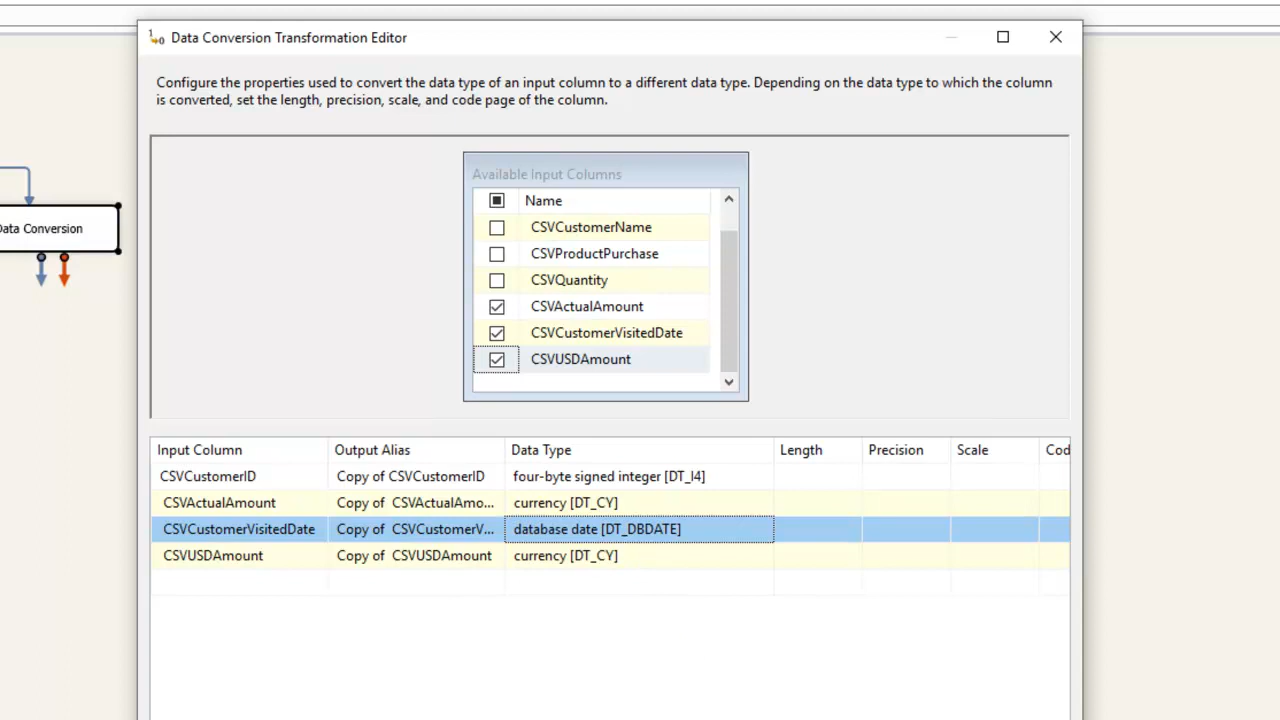 Data Conversion Transformation Editor
Configure the properties used to convert the data type of an input column to a different data type. Depending on the data type to which the column
is converted, set the length, precision, scale, and code page of the column.
Data Conversion
Available Input Columns
Name
CSVCustomerName
CSVProductPurchase
CSVQuantity
CSVActualAmount
CSVCustomerVisitedDate
CSVUSDAmount
Input Column Output Alias Data Type Length Precision Scale Cod
CSVCustomerID Copy of CSVCustomerID four-byte signed integer [DT_I4]
CSVActualAmount Copy of CSVActualAmo... currency [DT_CY]
CSVCustomerVisitedDate Copy of CSVCustomerV... database date [DT_DBDATE]
CSVUSDAmount Copy of CSVUSDAmount currency [DT_CY]